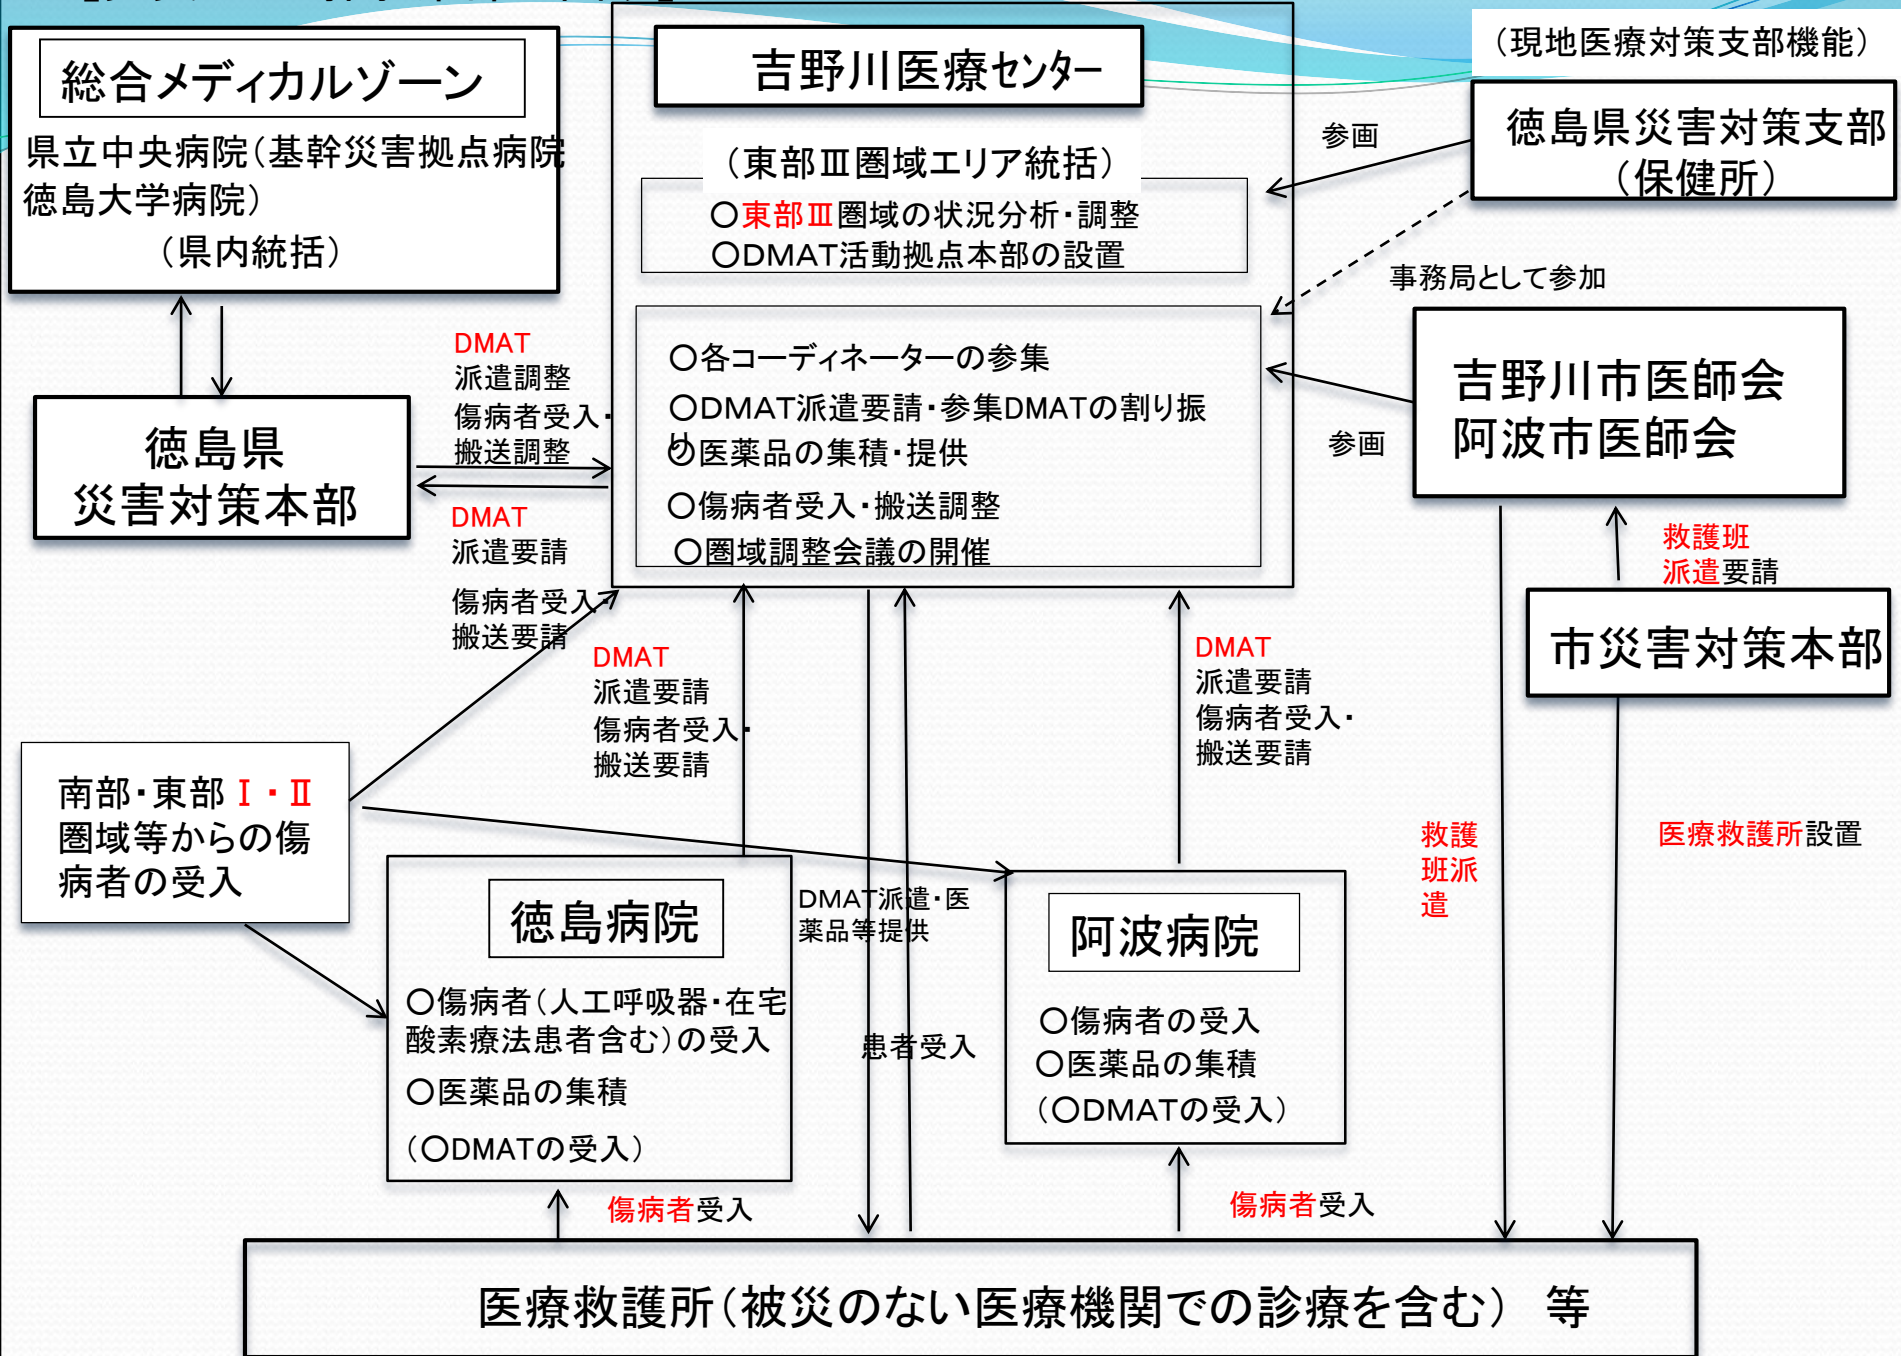 総合メディカルゾーン
県立中央病院（基幹災害拠点病院
徳島大学病院）
（県内統括）
吉野川医療センター
（東部Ⅲ圏域エリア統括）
○東部Ⅲ圏域の状況分析・調整
○DMAT活動拠点本部の設置
（現地医療対策支部機能）
徳島県災害対策支部
（保健所）
参画
事務局として参加
○各コーディネーターの参集
○DMAT派遣要請・参集DMATの割り振
り
○医薬品の集積・提供
○傷病者受入・搬送調整
○圏域調整会議の開催
吉野川市医師会
阿波市医師会
参画
DMAT
派遣調整
傷病者受入・
搬送調整
徳島県
災害対策本部
DMAT
派遣要請
傷病者受入・
搬送要請
救護班
派遣要請
市災害対策本部
DMAT
派遣要請
傷病者受入・
搬送要請
DMAT
派遣要請
傷病者受入・
搬送要請
南部・東部Ⅰ・Ⅱ
圏域等からの傷
病者の受入
救護
班派
遣
医療救護所設置
徳島病院
○傷病者（人工呼吸器・在宅
酸素療法患者含む）の受入
○医薬品の集積
（○DMATの受入）
DMAT派遣・医
薬品等提供
患者受入
阿波病院
○傷病者の受入
○医薬品の集積
（○DMATの受入）
傷病者受入
傷病者受入
医療救護所（被災のない医療機関での診療を含む） 等